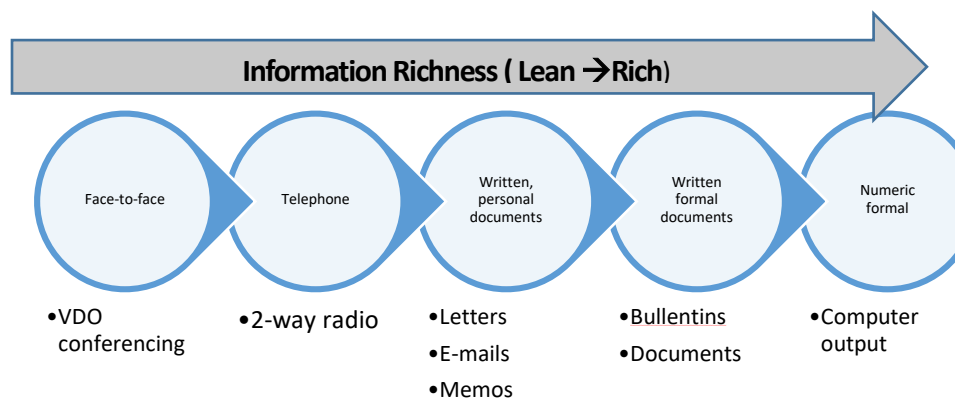 Information Richness ( Lean →Rich)
Face-to-face
Telephone
Written,
personal
documents
Written
formal
documents
Numeric
formal
•VDO
conferencing
•2-way radio
•Letters
•E-mails
•Memos
•Bullentins
•Documents
•Computer
output